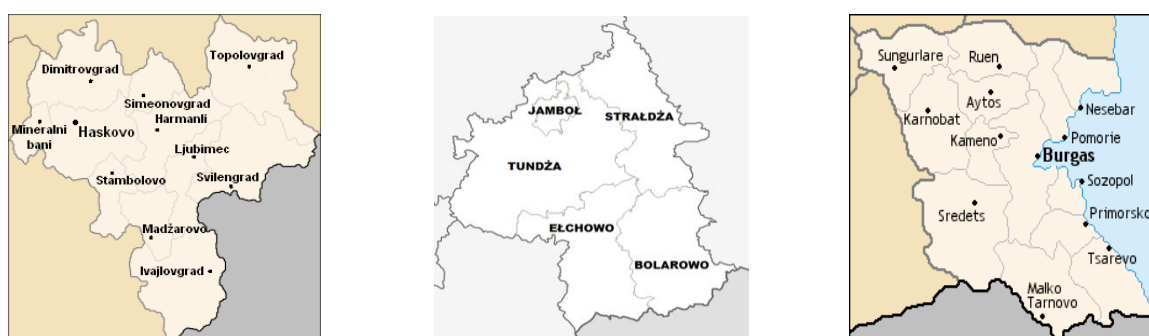 Topolovgrad
Dimitrovgrad
Simeonovgrad
Harmanli
Mineralni
bani
Haskovo
Ljubimec
Stambolovo
Svilengrad
Madžarovo
Ivajlovgrad
JAMBOŁ
STRAŁDŻA
TUNDŻA
EŁCHOWO
BOLAROWO
Sungurlare
Ruen
Aytos
Nesebar
Karnobat
Kameno
Pomorie
Burgas
Sozopol
Sredets
Primorsko
Tsarevo
Malko
Tarnovo